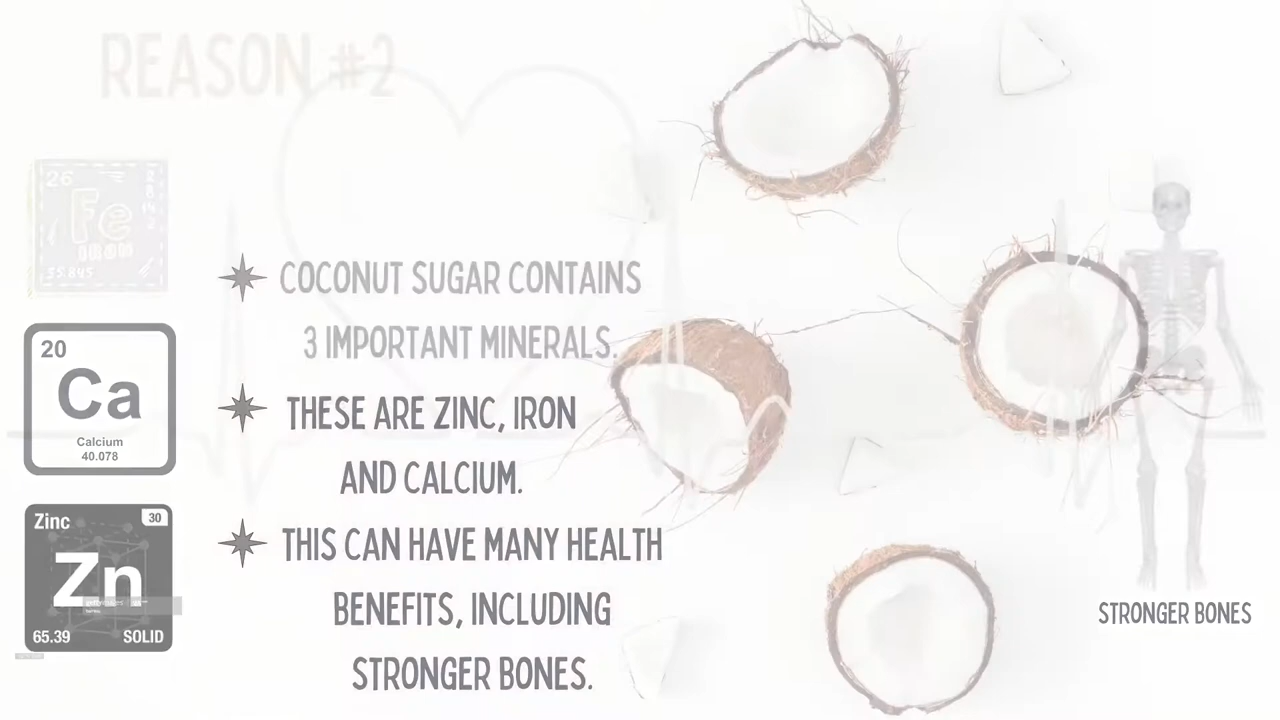 REASON #2
26
Fe
IRON
55.845
20
Ca
Calcium
40.078
Zinc
30
Zn
65.39
SOLID
COCONUT SUGAR CONTAINS
3 IMPORTANT MINERALS.
THESE ARE ZINC, IRON
AND CALCIUM.
THIS CAN HAVE MANY HEALTH
BENEFITS, INCLUDING
STRONGER BONES.
STRONGER BONES